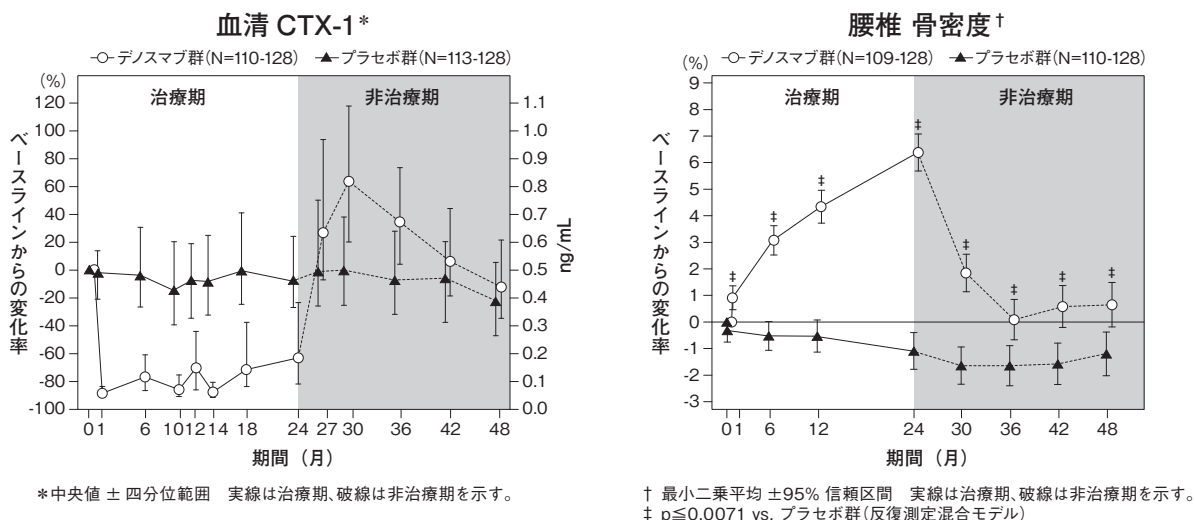 血清 CTX-1*
デノスマブ群(N=110-128) プラセボ群(N=113-128)
(%)
治療期
非治療期
ベースラインからの変化率
120
100
80
60
40
20
0
-20
-40
-60
-80
-100
1.1
1.0
0.9
0.8
0.7
0.6
0.5
0.4
0.3
0.2
0.1
0.0
ng/mL
0 1 6 10 12 14 18 24 27 30 36 42 48
期間（月）
*中央値 ± 四分位範囲　実線は治療期、破線は非治療期を示す。
腰椎 骨密度†
デノスマブ群(N=109-128) プラセボ群(N=110-128)
(%)
治療期
非治療期
ベースラインからの変化率
9
8
7
6
5
4
3
2
1
0
-1
-2
-3
‡
‡
‡
‡
‡
‡
‡
‡
0 1 6 12 24 30 36 42 48
期間（月）
† 最小二乗平均 ±95% 信頼区間　実線は治療期、破線は非治療期を示す。
‡ p≦0.0071 vs. プラセボ群(反復測定混合モデル)